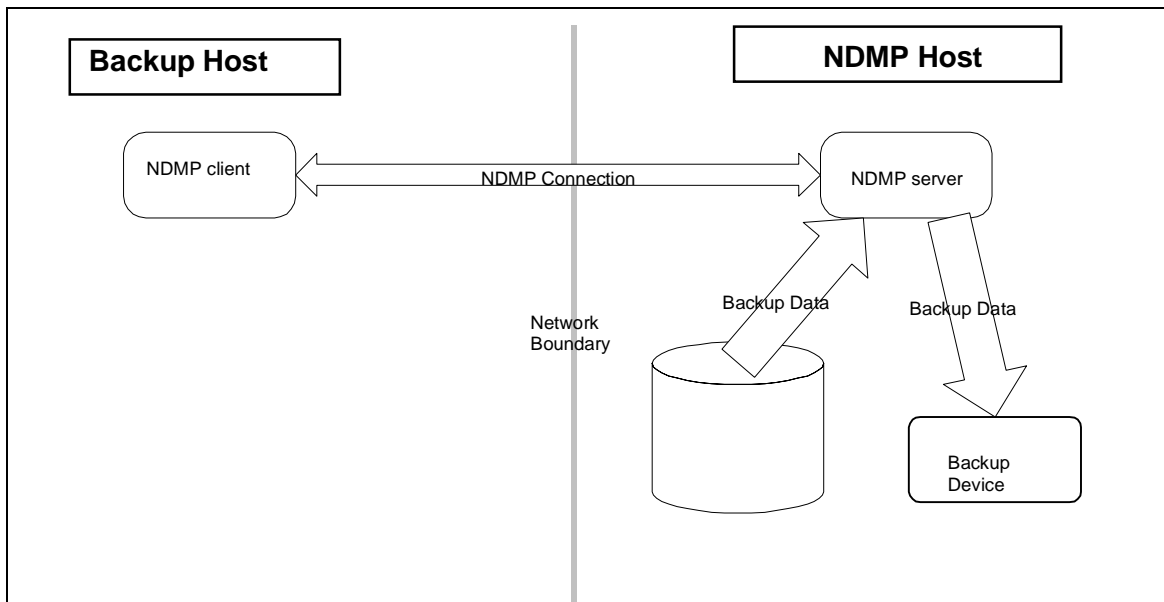 Backup Host
NDMP Host
NDMP client
NDMP Connection
NDMP server
Backup Data
Backup Data
Network
Boundary
Backup
Device